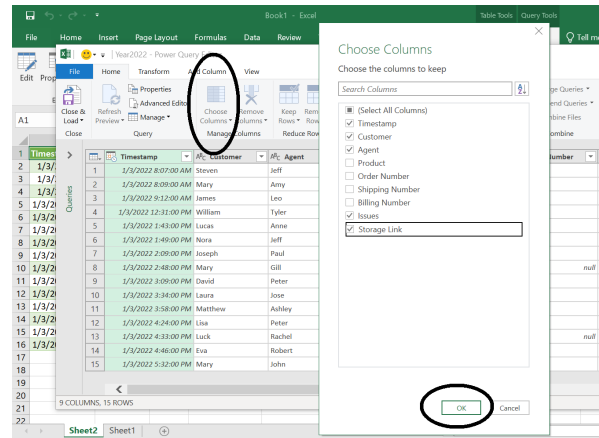 Book1 - Excel
Table Tools Query Tools
File Home Insert Page Layout Formulas Data Review Tell me
Year2022 - Power Query Editor
File Home Transform Add Column View
Close & Load
Refresh Preview
Properties
Advanced Editor
Manage
Choose Columns
Remove Columns
Keep Rows
Close Query Manage Columns Reduce Row
Choose Columns
Choose the columns to keep
Search Columns
(Select All Columns)
Timestamp
Customer
Agent
Product
Order Number
Shipping Number
Billing Number
Issues
Storage Link
OK Cancel
A1
Queries
Timestamp ABC Customer ABC Agent
1 1/3/2022 8:07:00 AM Steven Jeff
2 1/3/2022 8:09:00 AM Mary Amy
3 1/3/2022 9:12:00 AM James Leo
4 1/3/2022 12:31:00 PM William Tyler
5 1/3/2022 1:43:00 PM Lucas Anne
6 1/3/2022 1:49:00 PM Nora Jeff
7 1/3/2022 2:09:00 PM Joseph Paul
8 1/3/2022 2:48:00 PM Mary Gill null
9 1/3/2022 3:09:00 PM David Peter
10 1/3/2022 3:34:00 PM Laura Jose
11 1/3/2022 3:58:00 PM Matthew Ashley
12 1/3/2022 4:24:00 PM Lisa Peter
13 1/3/2022 4:33:00 PM Luck Rachel null
14 1/3/2022 4:46:00 PM Eva Robert
15 1/3/2022 5:32:00 PM Mary John
9 COLUMNS, 15 ROWS
Sheet2 Sheet1